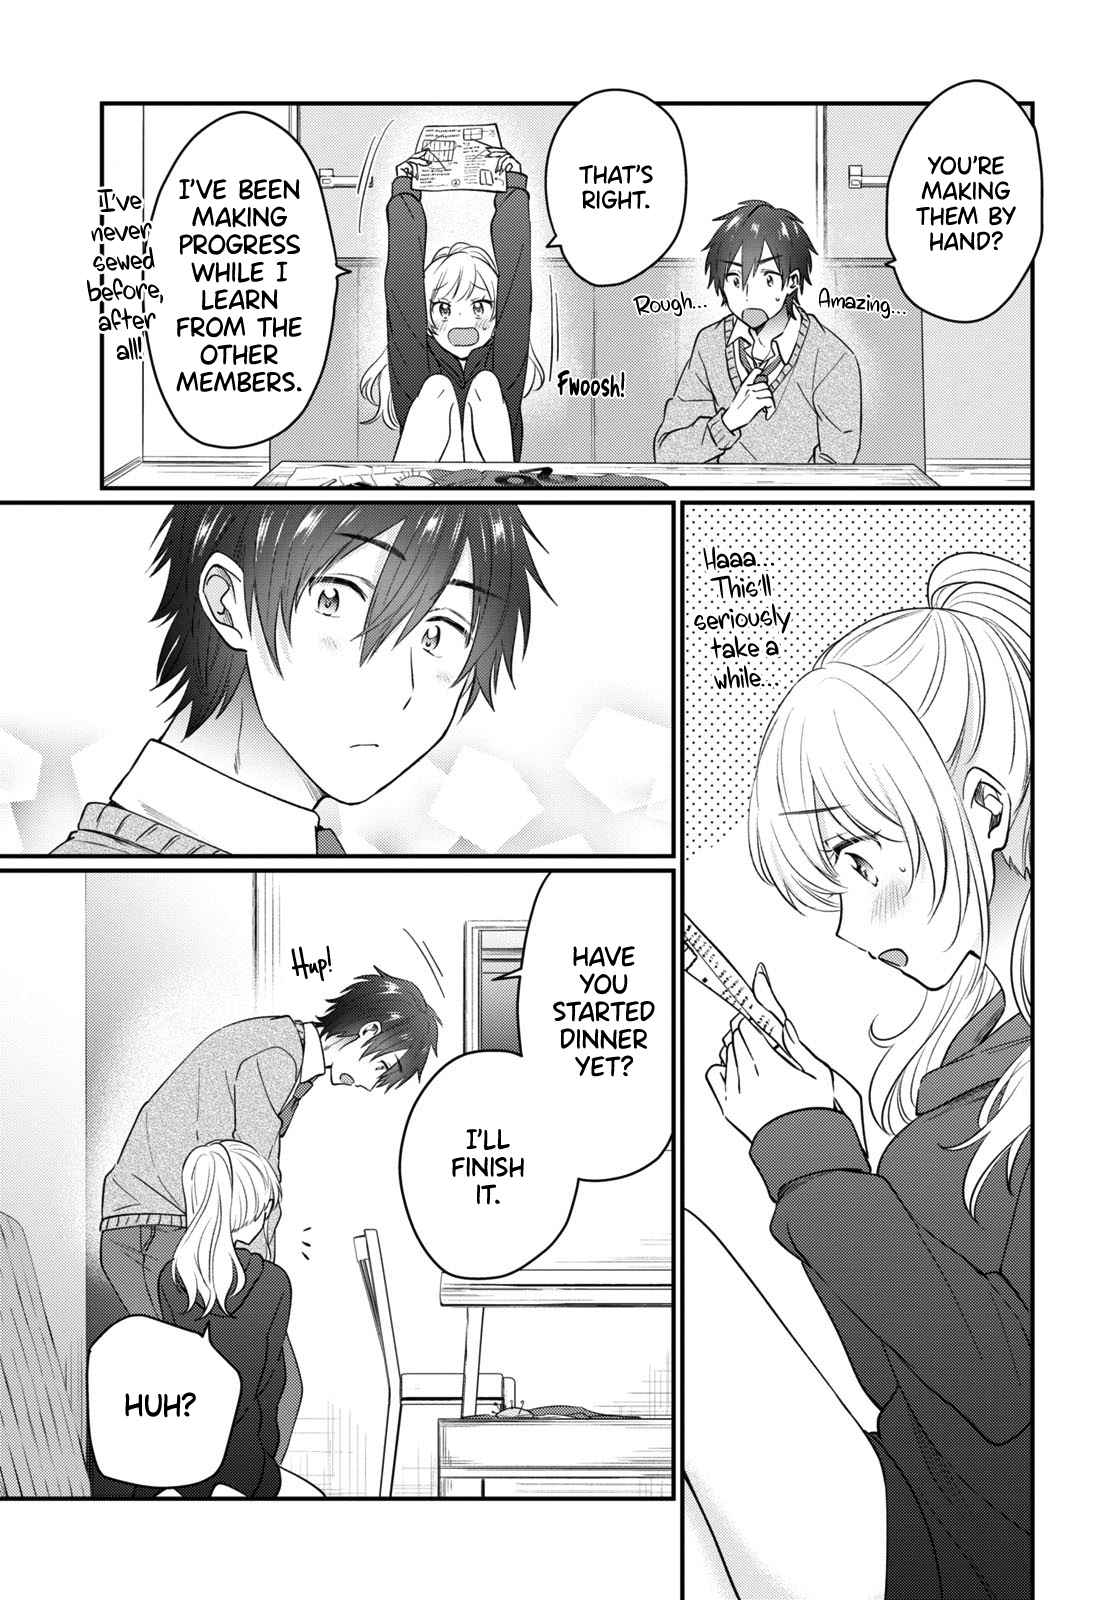 YOU'RE
MAKING
THEM BY
HAND?
Amazing...
Rough...
THAT'S
RIGHT.
Fwoosh!
I'VE BEEN
MAKING
PROGRESS
WHILE I
LEARN
FROM THE
OTHER
MEMBERS.
I've
never
sewed
before,
after
all!
Haaa...
This'll
seriously
take a
while...
HAVE
YOU
STARTED
DINNER
YET?
I'LL
FINISH
IT.
Hup!
HUH?